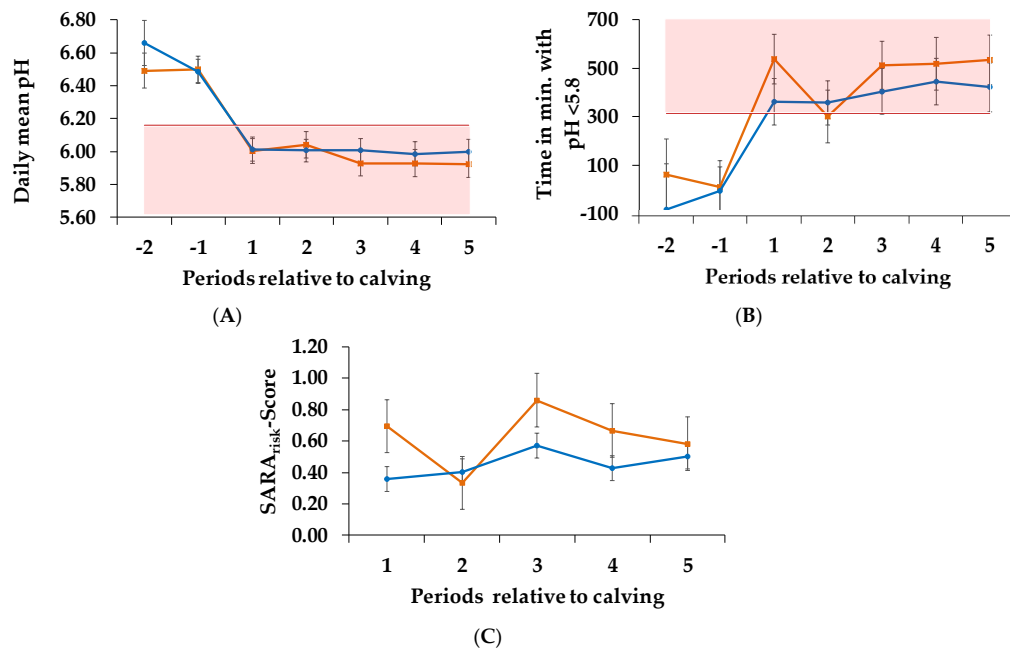 6.80
6.60
6.40
6.20
6.00
5.80
5.60
Daily mean pH
-2 -1 1 2 3 4 5
Periods relative to calving
(A)
700
500
300
100
-100
Time in min. with
pH <5.8
-2 -1 1 2 3 4 5
Periods relative to calving
(B)
1.20
1.00
0.80
0.60
0.40
0.20
0.00
SARArisk-Score
1 2 3 4 5
Periods relative to calving
(C)